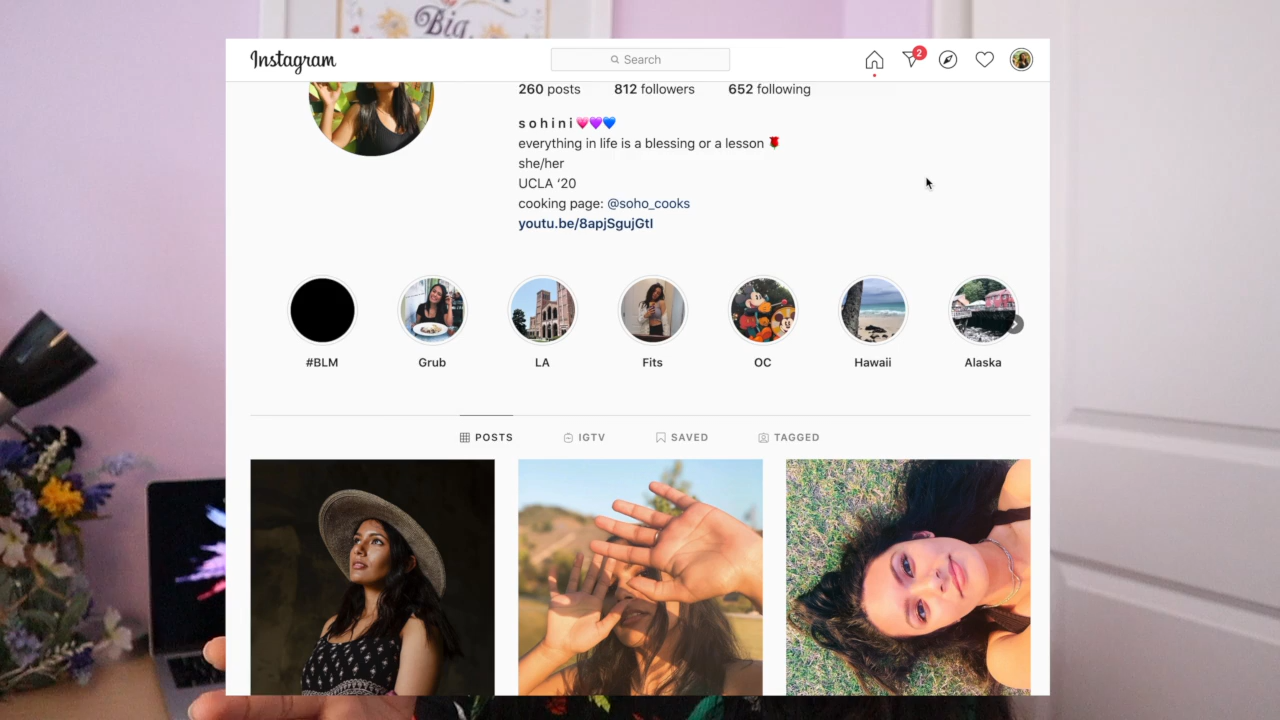 Big
Instagram
Search
2
260 posts 812 followers 652 following
s o h i n i💗💜💙
everything in life is a blessing or a lesson 🌹
she/her
UCLA ‘20
cooking page: @soho_cooks
youtu.be/8apjSgujGtI
#BLM Grub LA Fits OC Hawaii Alaska
POSTS IGTV SAVED TAGGED